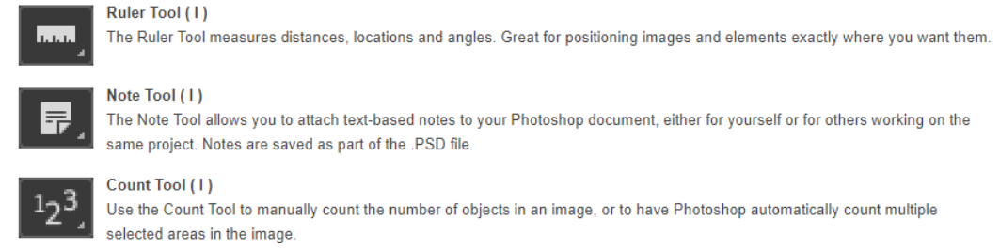 Ruler Tool ( I )
The Ruler Tool measures distances, locations and angles. Great for positioning images and elements exactly where you want them.
Note Tool ( I )
The Note Tool allows you to attach text-based notes to your Photoshop document, either for yourself or for others working on the
same project. Notes are saved as part of the .PSD file.
123
Count Tool ( I )
Use the Count Tool to manually count the number of objects in an image, or to have Photoshop automatically count multiple
selected areas in the image.